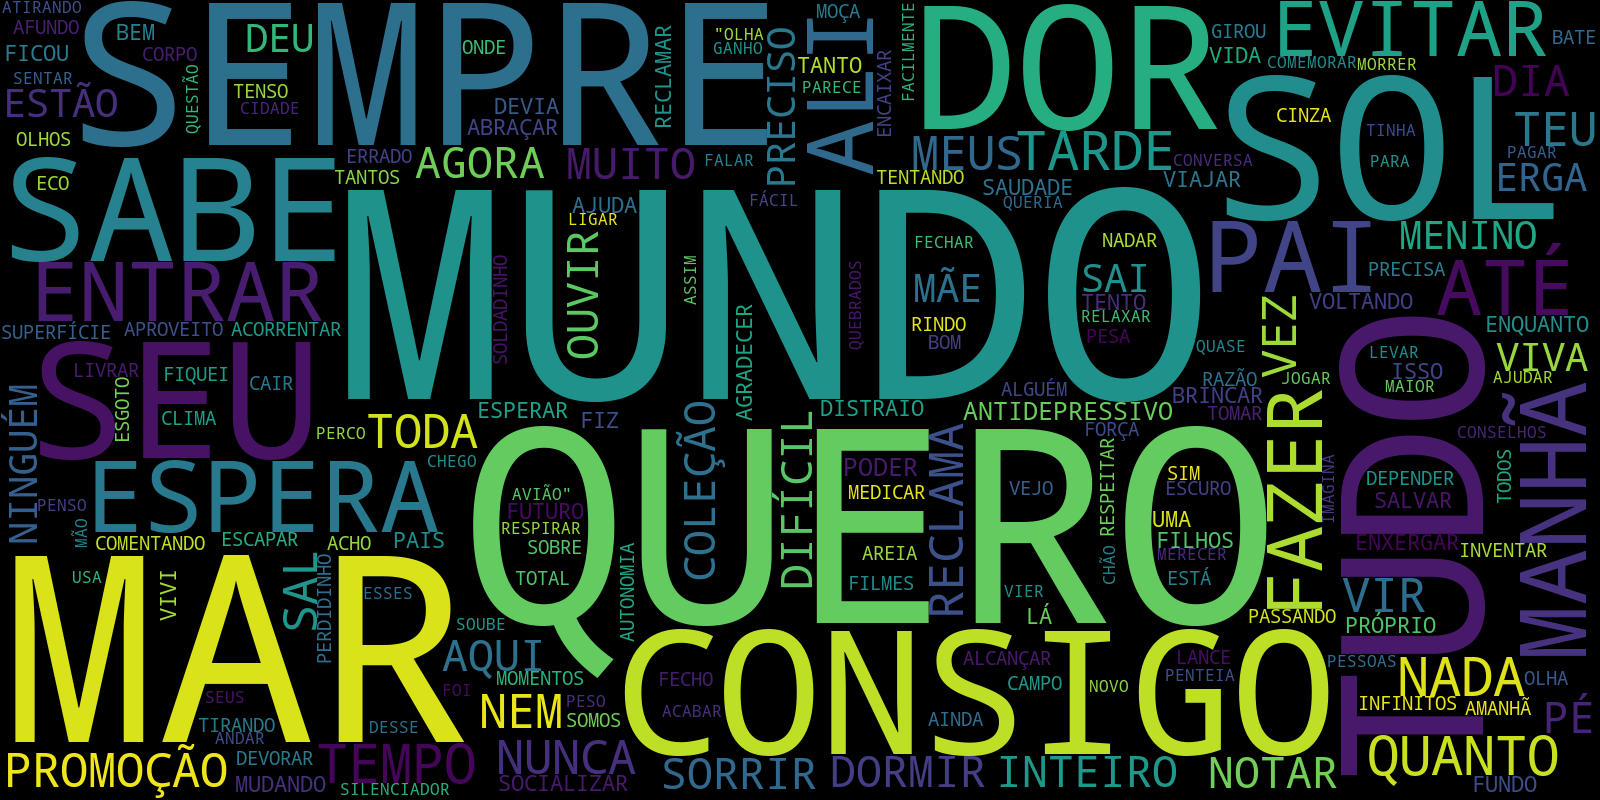 ATIRANDO
AFUNDO
BEM
FICOU
CORPO
DEU
SEMPRE
ONDE
"OLHA
GANHO
MOÇA
ALI
DOR
GIROU
VIDA
EVITAR
BATE
SENTAR
ESTÃO
QUESTÃO
TENSO
CIDADE
DEVIA
ABRAÇAR
RECLAMAR
PRECISO
TANTO
PARECE
ENCAIXAR
FACILMENTE
COMEMORAR
MORRER
DIA
SOL
CINZA
TINHA
PARA
TEU
PAGAR
ERGA
OLHOS
ECO
SABE
ERRADO
TANTOS
AGORA
MUITO
FALAR
FÁCIL
TENTANDO
MEUS
TARDE
CONVERSA
VIAJAR
SAUDADE
QUERIA
AJUDA
LIGAR
MUNDO
OUVIR
SOLDADINHO
ASSIM
AGRADECER
QUEBRADOS
FECHAR
MÃE
RINDO
BOM
NADAR
SAI
TENTO
RELAXAR
PESA
PAI
MENINO
PRECISA
VOLTANDO
ATÉ
ENTRAR
SUPERFÍCIE
APROVEITO
ACORRENTAR
SEU
LIVRAR
FIQUEI
CAIR
ESGOTO
CLIMA
NINGUÉM
PERCO
TODA
ESPERAR
FIZ
DISTRAIO
ALGUÉM
ANTIDEPRESSIVO
FORÇA
QUASE
RAZÃO
BRINCAR
TOMAR
VEZ
JOGAR
ENQUANTO
LEVAR
ISSO
MAIOR
VIVA
AJUDAR
ESPERA
CHEGO
PENSO
MÃO
COMENTANDO
ESCAPAR
ACHO
PAIS
QUERO
AVIÃO"
FUTURO
RESPIRAR
SOBRE
TOTAL
COLEÇÃO
DIFÍCIL
PODER
MEDICAR
AREIA
FILMES
RECLAMA
VEJO
RESPEITAR
CHÃO
SIM
ESCURO
UMA
FILHOS
MERECER
ESTÁ
FAZER
IMAGINA
TUDO
DEPENDER
SALVAR
ENXERGAR
CONSELHOS
TODOS
MANHÃ
INVENTAR
MAR
USA
VIVI
SAL
PERDIDINHO
ESSES
SOUBE
AQUI
MOMENTOS
AUTONOMIA
VIER
LÁ
PASSANDO
VIR
PRÓPRIO
SEUS
TIRANDO
ANDAR
DESSE
FOI
NEM
PESO
SOMOS
CONSIGO
FECHO
ACABAR
AINDA
ALCANÇAR
CAMPO
NOVO
LANCE
PENTEIA
PESSOAS
NADA
OLHA
INFINITOS
AMANHÃ
PÉ
PROMOÇÃO
DEVORAR
MUDANDO
TEMPO
SILENCIADOR
NUNCA
SOCIALIZAR
SORRIR
DORMIR
INTEIRO
NOTAR
QUANTO
FUNDO